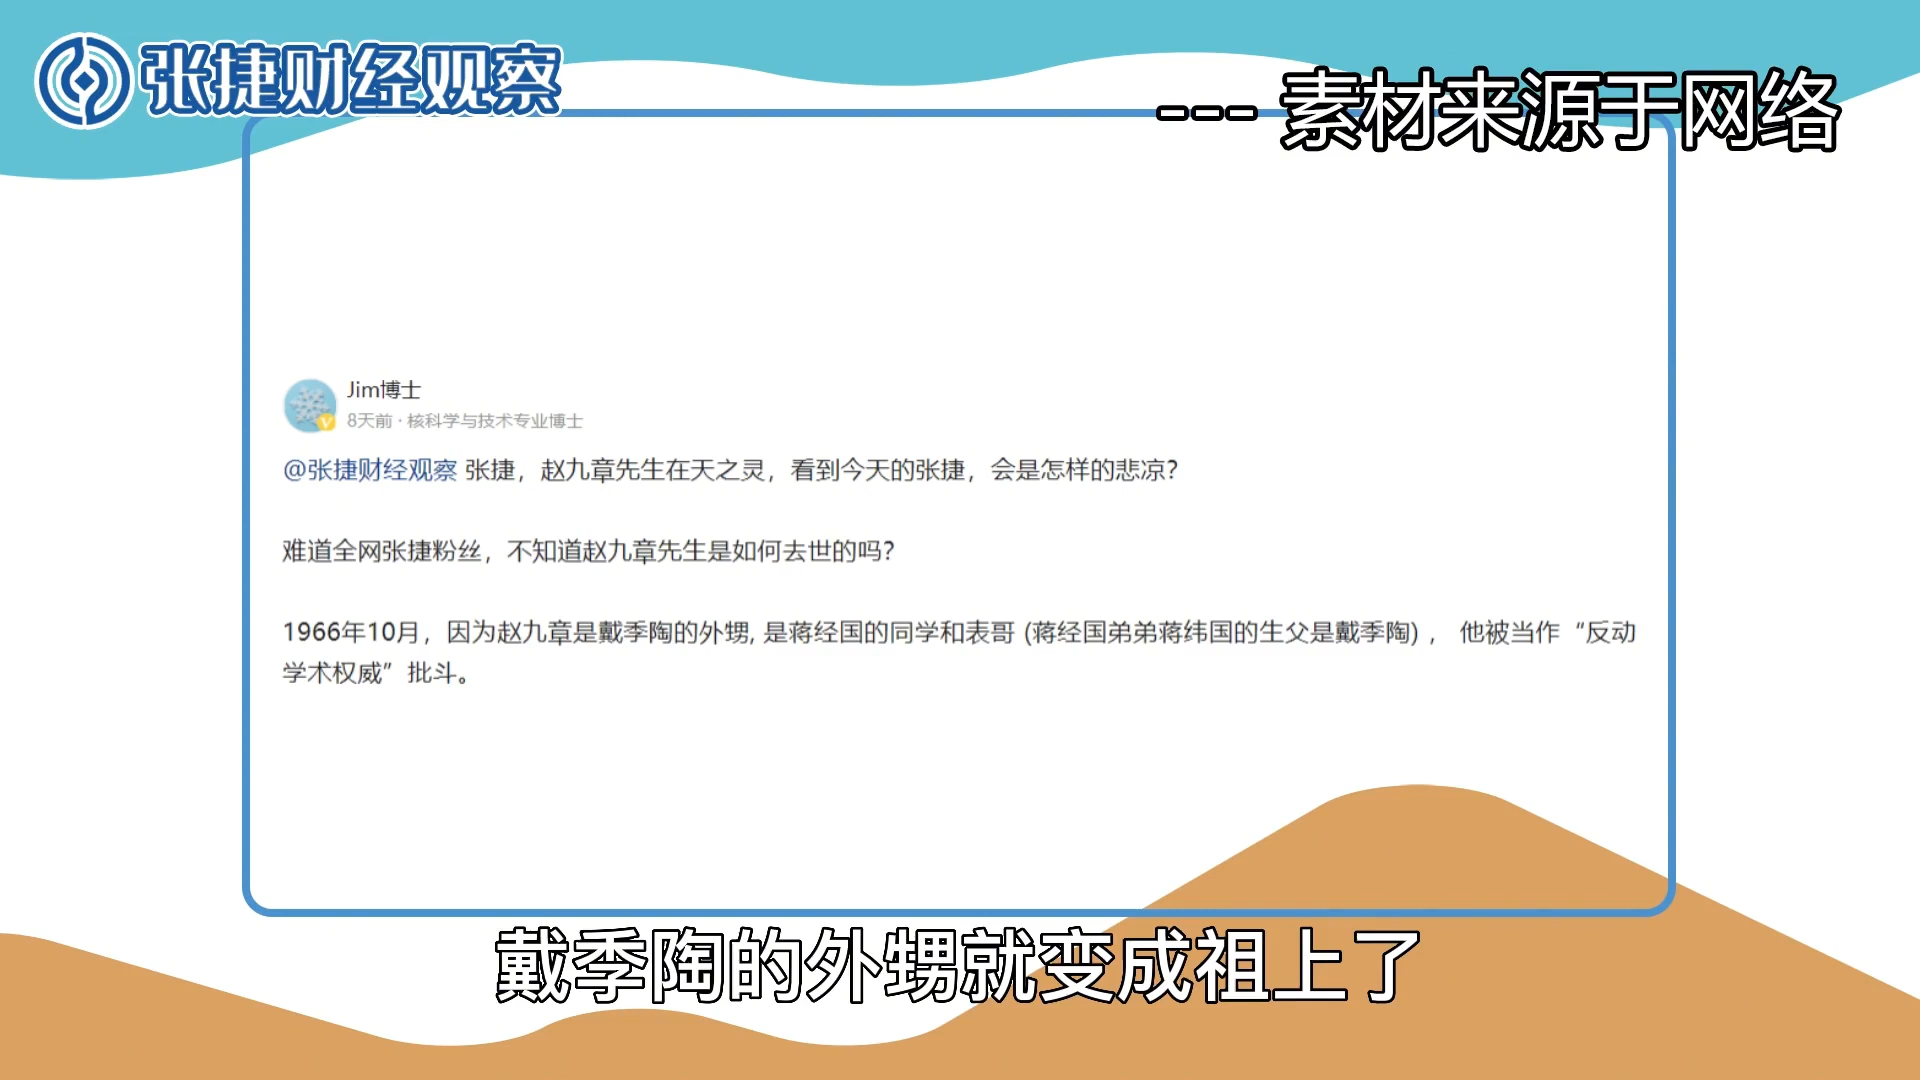 张捷财经观察
--- 素材来源于网络
Jim博士
8天前 · 核科学与技术专业博士
@张捷财经观察 张捷，赵九章先生在天之灵，看到今天的张捷，会是怎样的悲凉？
难道全网张捷粉丝，不知道赵九章先生是如何去世的吗？
1966年10月，因为赵九章是戴季陶的外甥, 是蒋经国的同学和表哥 (蒋经国弟弟蒋纬国的生父是戴季陶) ， 他被当作“反动
学术权威”批斗。
戴季陶的外甥就变成祖上了